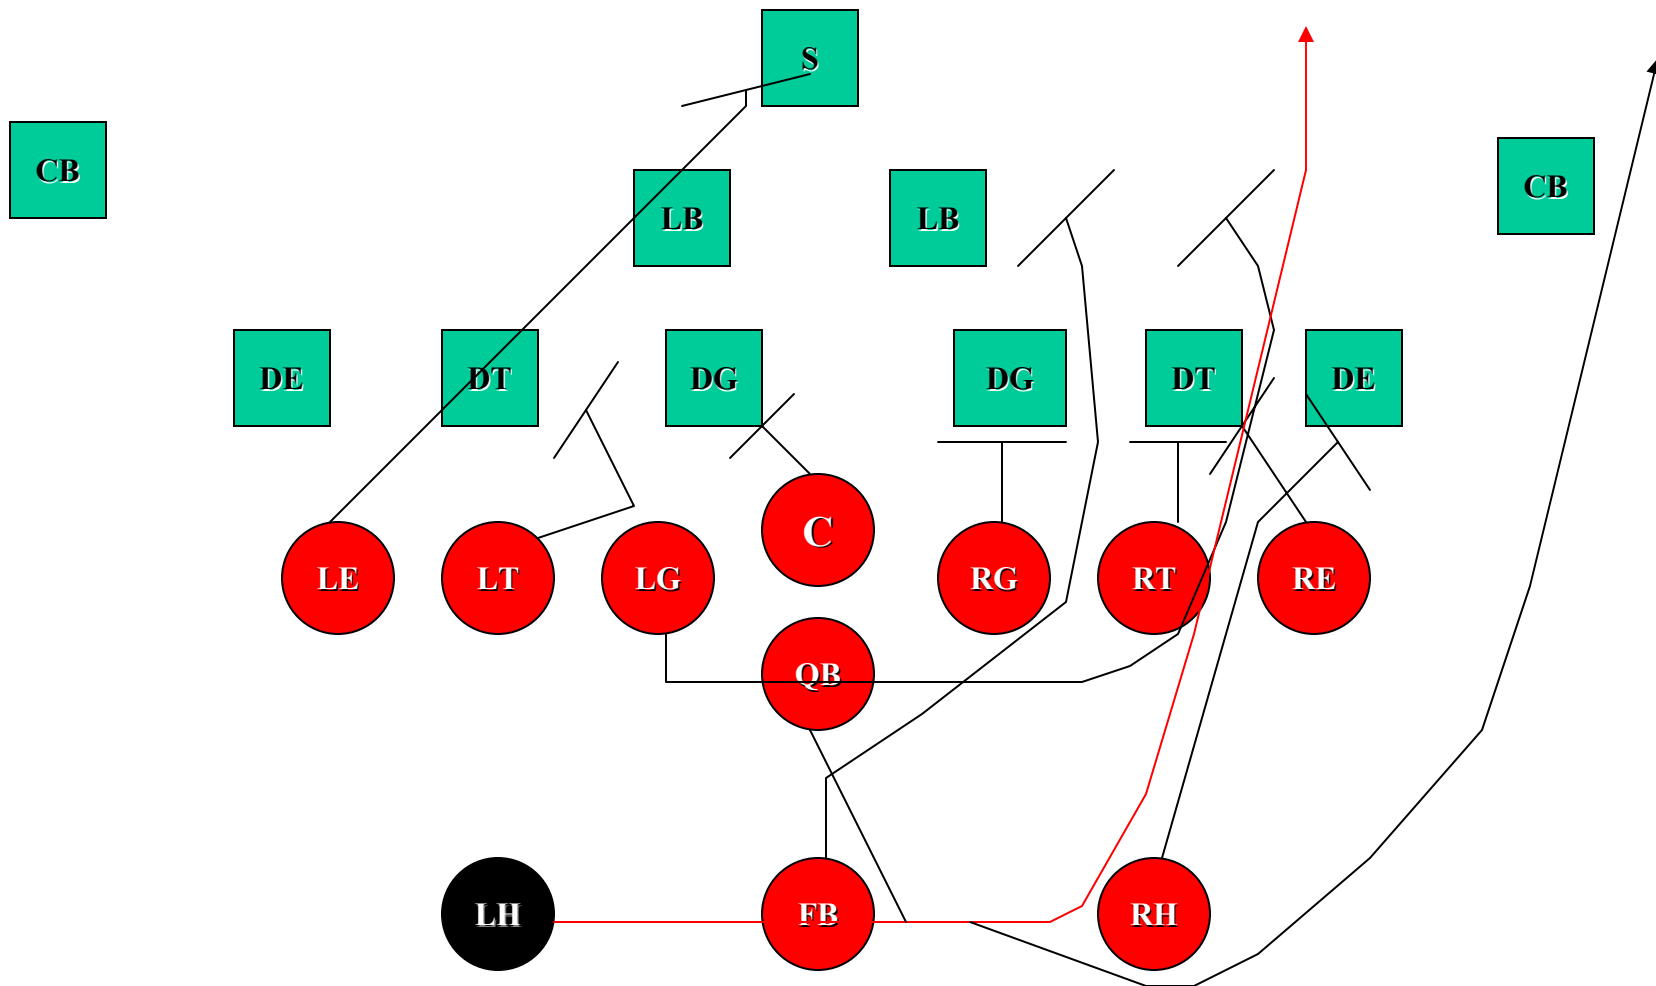 S
CB
CB
LB
LB
DE
DT
DG
DG
DT
DE
C
LE
LT
LG
RG
RT
RE
QB
LH
FB
RH